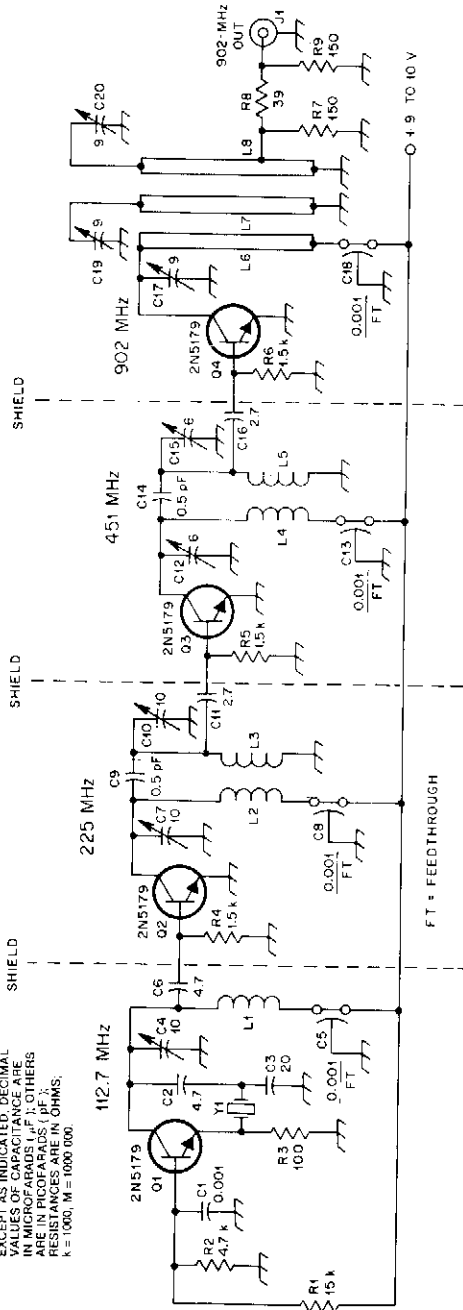 EXCEPT AS INDICATED, DECIMAL
VALUES OF CAPACITANCE ARE
IN MICROFARADS (µF); OTHERS
ARE IN PICOFARADS (pF);
RESISTANCES ARE IN OHMS;
k = 1000, M = 1000 000.
SHIELD
SHIELD
SHIELD
112.7 MHz
225 MHz
451 MHz
902 MHz
2N5179
Q1
C1
0.001
R2
4.7 k
R1
15 k
C2
4.7
Y1
C3
20
R3
100
C4
10
L1
C5
0.001
FT
C6
4.7
2N5179
Q2
R4
1.5 k
C7
10
C9
0.5 pF
C10
10
L2
L3
C8
0.001
FT
C11
2.7
2N5179
Q3
R5
1.5 k
C12
6
C14
0.5 pF
C15
6
L4
L5
C13
0.001
FT
C16
2.7
2N5179
Q4
R6
1.5 k
C17
9
C19
9
C20
9
L6
L7
L8
C18
0.001
FT
R8
39
R7
150
R9
150
902-MHz
OUT
J1
+9 TO 10 V
FT = FEEDTHROUGH